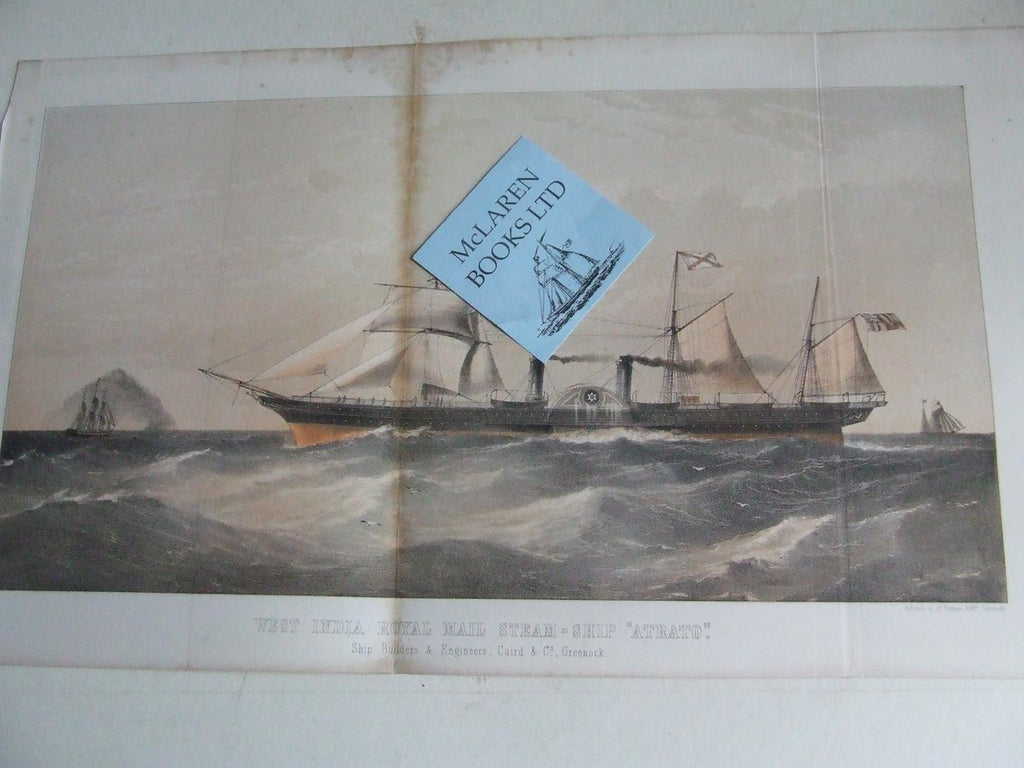 McLAREN
BOOKS LTD
WEST INDIA ROYAL MAIL STEAM=SHIP "ATRATO".
Ship Builders & Engineers, Caird & Co, Greenock.